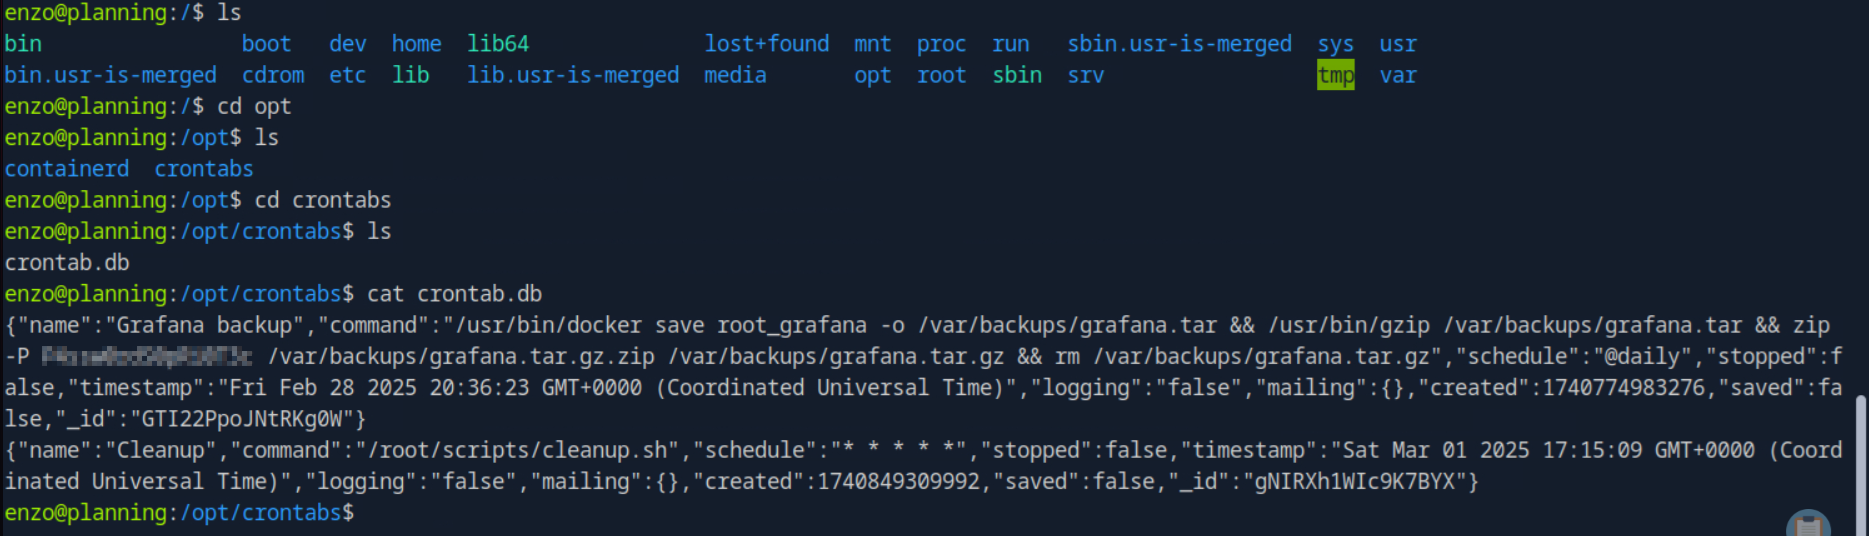 enzo@planning:/$ ls
bin                boot   dev  home  lib64              lost+found  mnt  proc  run   sbin.usr-is-merged  sys  usr
bin.usr-is-merged  cdrom  etc  lib   lib.usr-is-merged  media       opt  root  sbin  srv                 tmp  var
enzo@planning:/$ cd opt
enzo@planning:/opt$ ls
containerd  crontabs
enzo@planning:/opt$ cd crontabs
enzo@planning:/opt/crontabs$ ls
crontab.db
enzo@planning:/opt/crontabs$ cat crontab.db
{"name":"Grafana backup","command":"/usr/bin/docker save root_grafana -o /var/backups/grafana.tar && /usr/bin/gzip /var/backups/grafana.tar && zip
-P /var/backups/grafana.tar.gz.zip /var/backups/grafana.tar.gz && rm /var/backups/grafana.tar.gz","schedule":"@daily","stopped":f
alse,"timestamp":"Fri Feb 28 2025 20:36:23 GMT+0000 (Coordinated Universal Time)","logging":"false","mailing":{},"created":1740774983276,"saved":fa
lse,"_id":"GTI22PpoJNtRKg0W"}
{"name":"Cleanup","command":"/root/scripts/cleanup.sh","schedule":"* * * * *","stopped":false,"timestamp":"Sat Mar 01 2025 17:15:09 GMT+0000 (Coord
inated Universal Time)","logging":"false","mailing":{},"created":1740849309992,"saved":false,"_id":"gNIRXh1WIc9K7BYX"}
enzo@planning:/opt/crontabs$